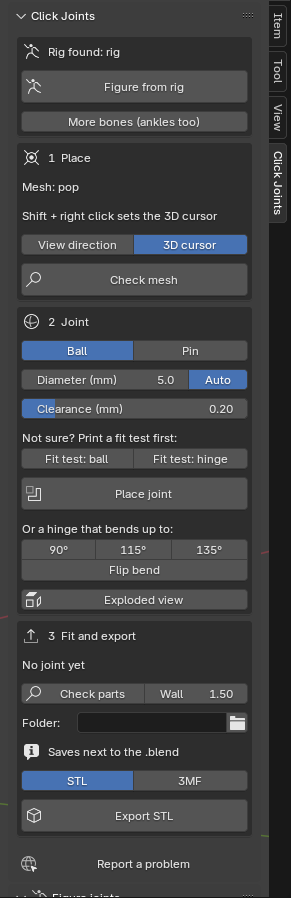 Click Joints
Rig found: rig
Figure from rig
More bones (ankles too)
1 Place
Mesh: pop
Shift + right click sets the 3D cursor
View direction 3D cursor
Check mesh
2 Joint
Ball Pin
Diameter (mm) 5.0 Auto
Clearance (mm) 0.20
Not sure? Print a fit test first:
Fit test: ball Fit test: hinge
Place joint
Or a hinge that bends up to:
90° 115° 135°
Flip bend
Exploded view
3 Fit and export
No joint yet
Check parts Wall 1.50
Folder:
Saves next to the .blend
STL 3MF
Export STL
Report a problem
Figure joints
Item
Tool
View
Click Joints